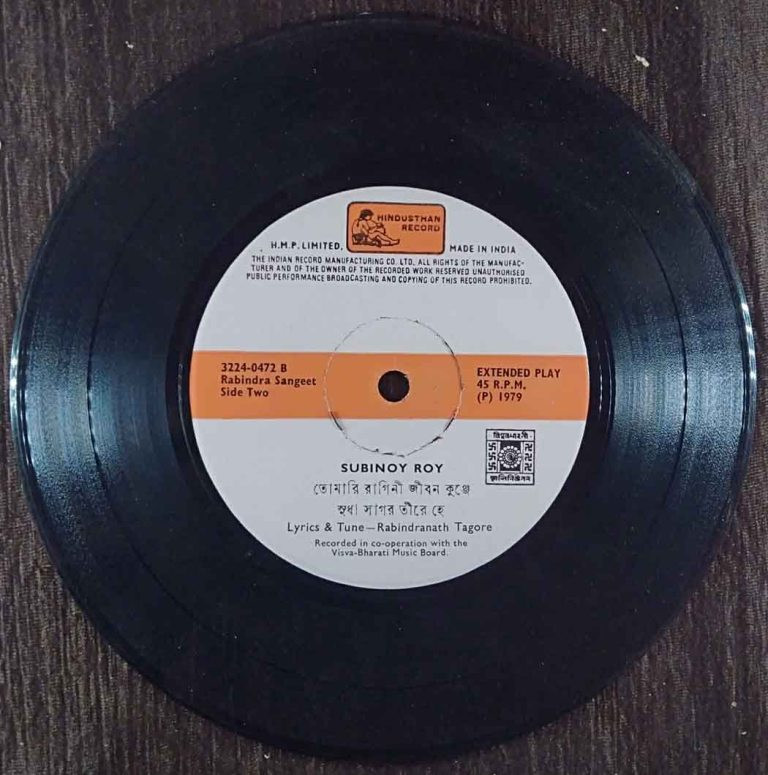 HINDUSTHAN
RECORD
H.M.P. LIMITED,
MADE IN INDIA
THE INDIAN RECORD MANUFACTURING CO. LTD. ALL RIGHTS OF THE MANUFAC-
TURER AND OF THE OWNER OF THE RECORDED WORK RESERVED UNAUTHORISED
PUBLIC PERFORMANCE BROADCASTING AND COPYING OF THIS RECORD PROHIBITED.
3224-0472 B
Rabindra Sangeet
Side Two
EXTENDED PLAY
45 R.P.M.
(P) 1979
SUBINOY ROY
তোমারি রাগিনী জীবন কুঞ্জে
সুধা সাগর তীরে হে
Lyrics & Tune—Rabindranath Tagore
Recorded in co-operation with the
Visva-Bharati Music Board.